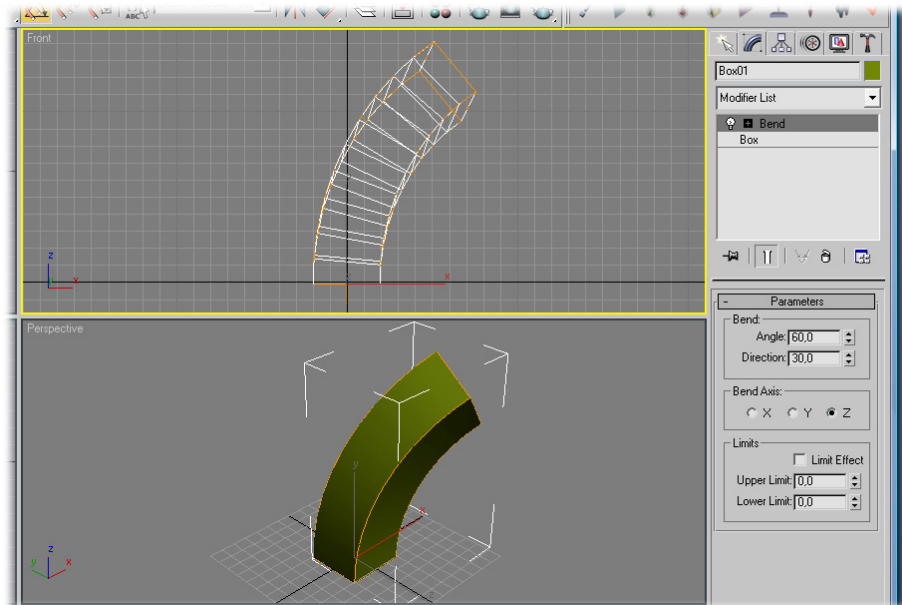 ABC
Front
z
x
x
Box01
Modifier List
Bend
Box
Parameters
Bend:
Angle: 60,0
Direction: 30,0
Bend Axis:
X Y Z
Limits
Limit Effect
Upper Limit: 0,0
Lower Limit: 0,0
Perspective
y
x
z
y
x